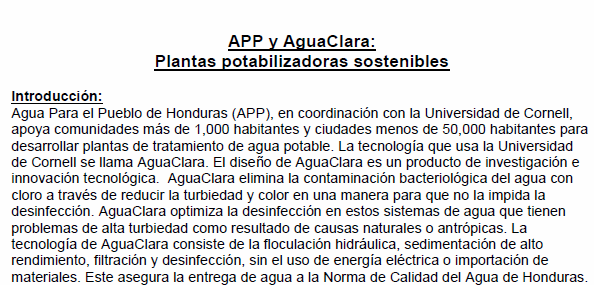 APP y AguaClara:
Plantas potabilizadoras sostenibles
Introducción:
Agua Para el Pueblo de Honduras (APP), en coordinación con la Universidad de Cornell,
apoya comunidades más de 1,000 habitantes y ciudades menos de 50,000 habitantes para
desarrollar plantas de tratamiento de agua potable. La tecnología que usa la Universidad
de Cornell se llama AguaClara. El diseño de AguaClara es un producto de investigación e
innovación tecnológica.  AguaClara elimina la contaminación bacteriológica del agua con
cloro a través de reducir la turbiedad y color en una manera para que no la impida la
desinfección. AguaClara optimiza la desinfección en estos sistemas de agua que tienen
problemas de alta turbiedad como resultado de causas naturales o antrópicas. La
tecnología de AguaClara consiste de la floculación hidráulica, sedimentación de alto
rendimiento, filtración y desinfección, sin el uso de energía eléctrica o importación de
materiales. Este asegura la entrega de agua a la Norma de Calidad del Agua de Honduras.